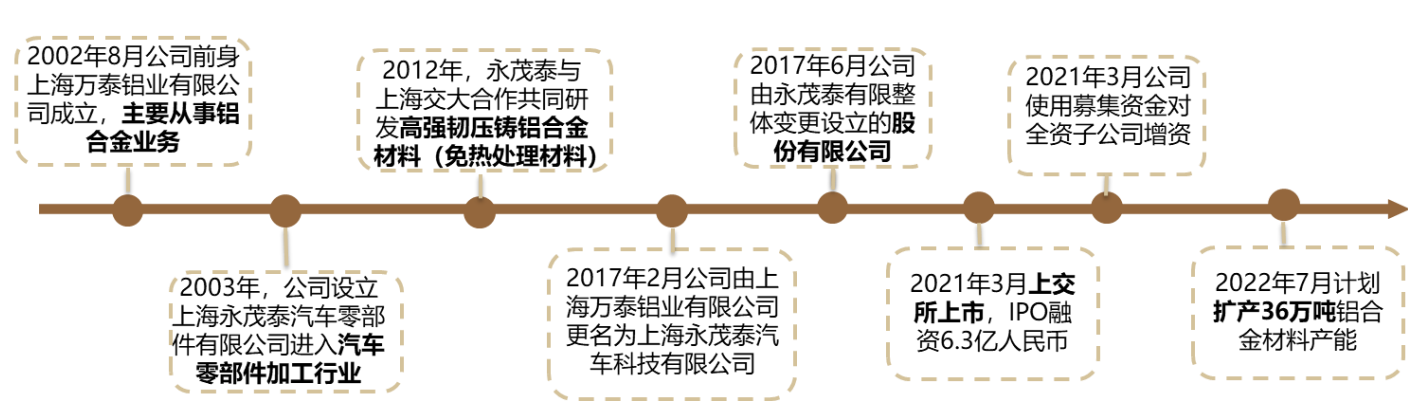 2002年8月公司前身
上海万泰铝业有限公
司成立，主要从事铝
合金业务
2003年，公司设立
上海永茂泰汽车零部
件有限公司进入汽车
零部件加工行业
2012年，永茂泰与
上海交大合作共同研
发高强韧压铸铝合金
材料（免热处理材料）
2017年2月公司由上
海万泰铝业有限公司
更名为上海永茂泰汽
车科技有限公司
2017年6月公司
由永茂泰有限整
体变更设立的股
份有限公司
2021年3月上交
所上市，IPO融
资6.3亿人民币
2021年3月公司
使用募集资金对
全资子公司增资
2022年7月计划
扩产36万吨铝合
金材料产能